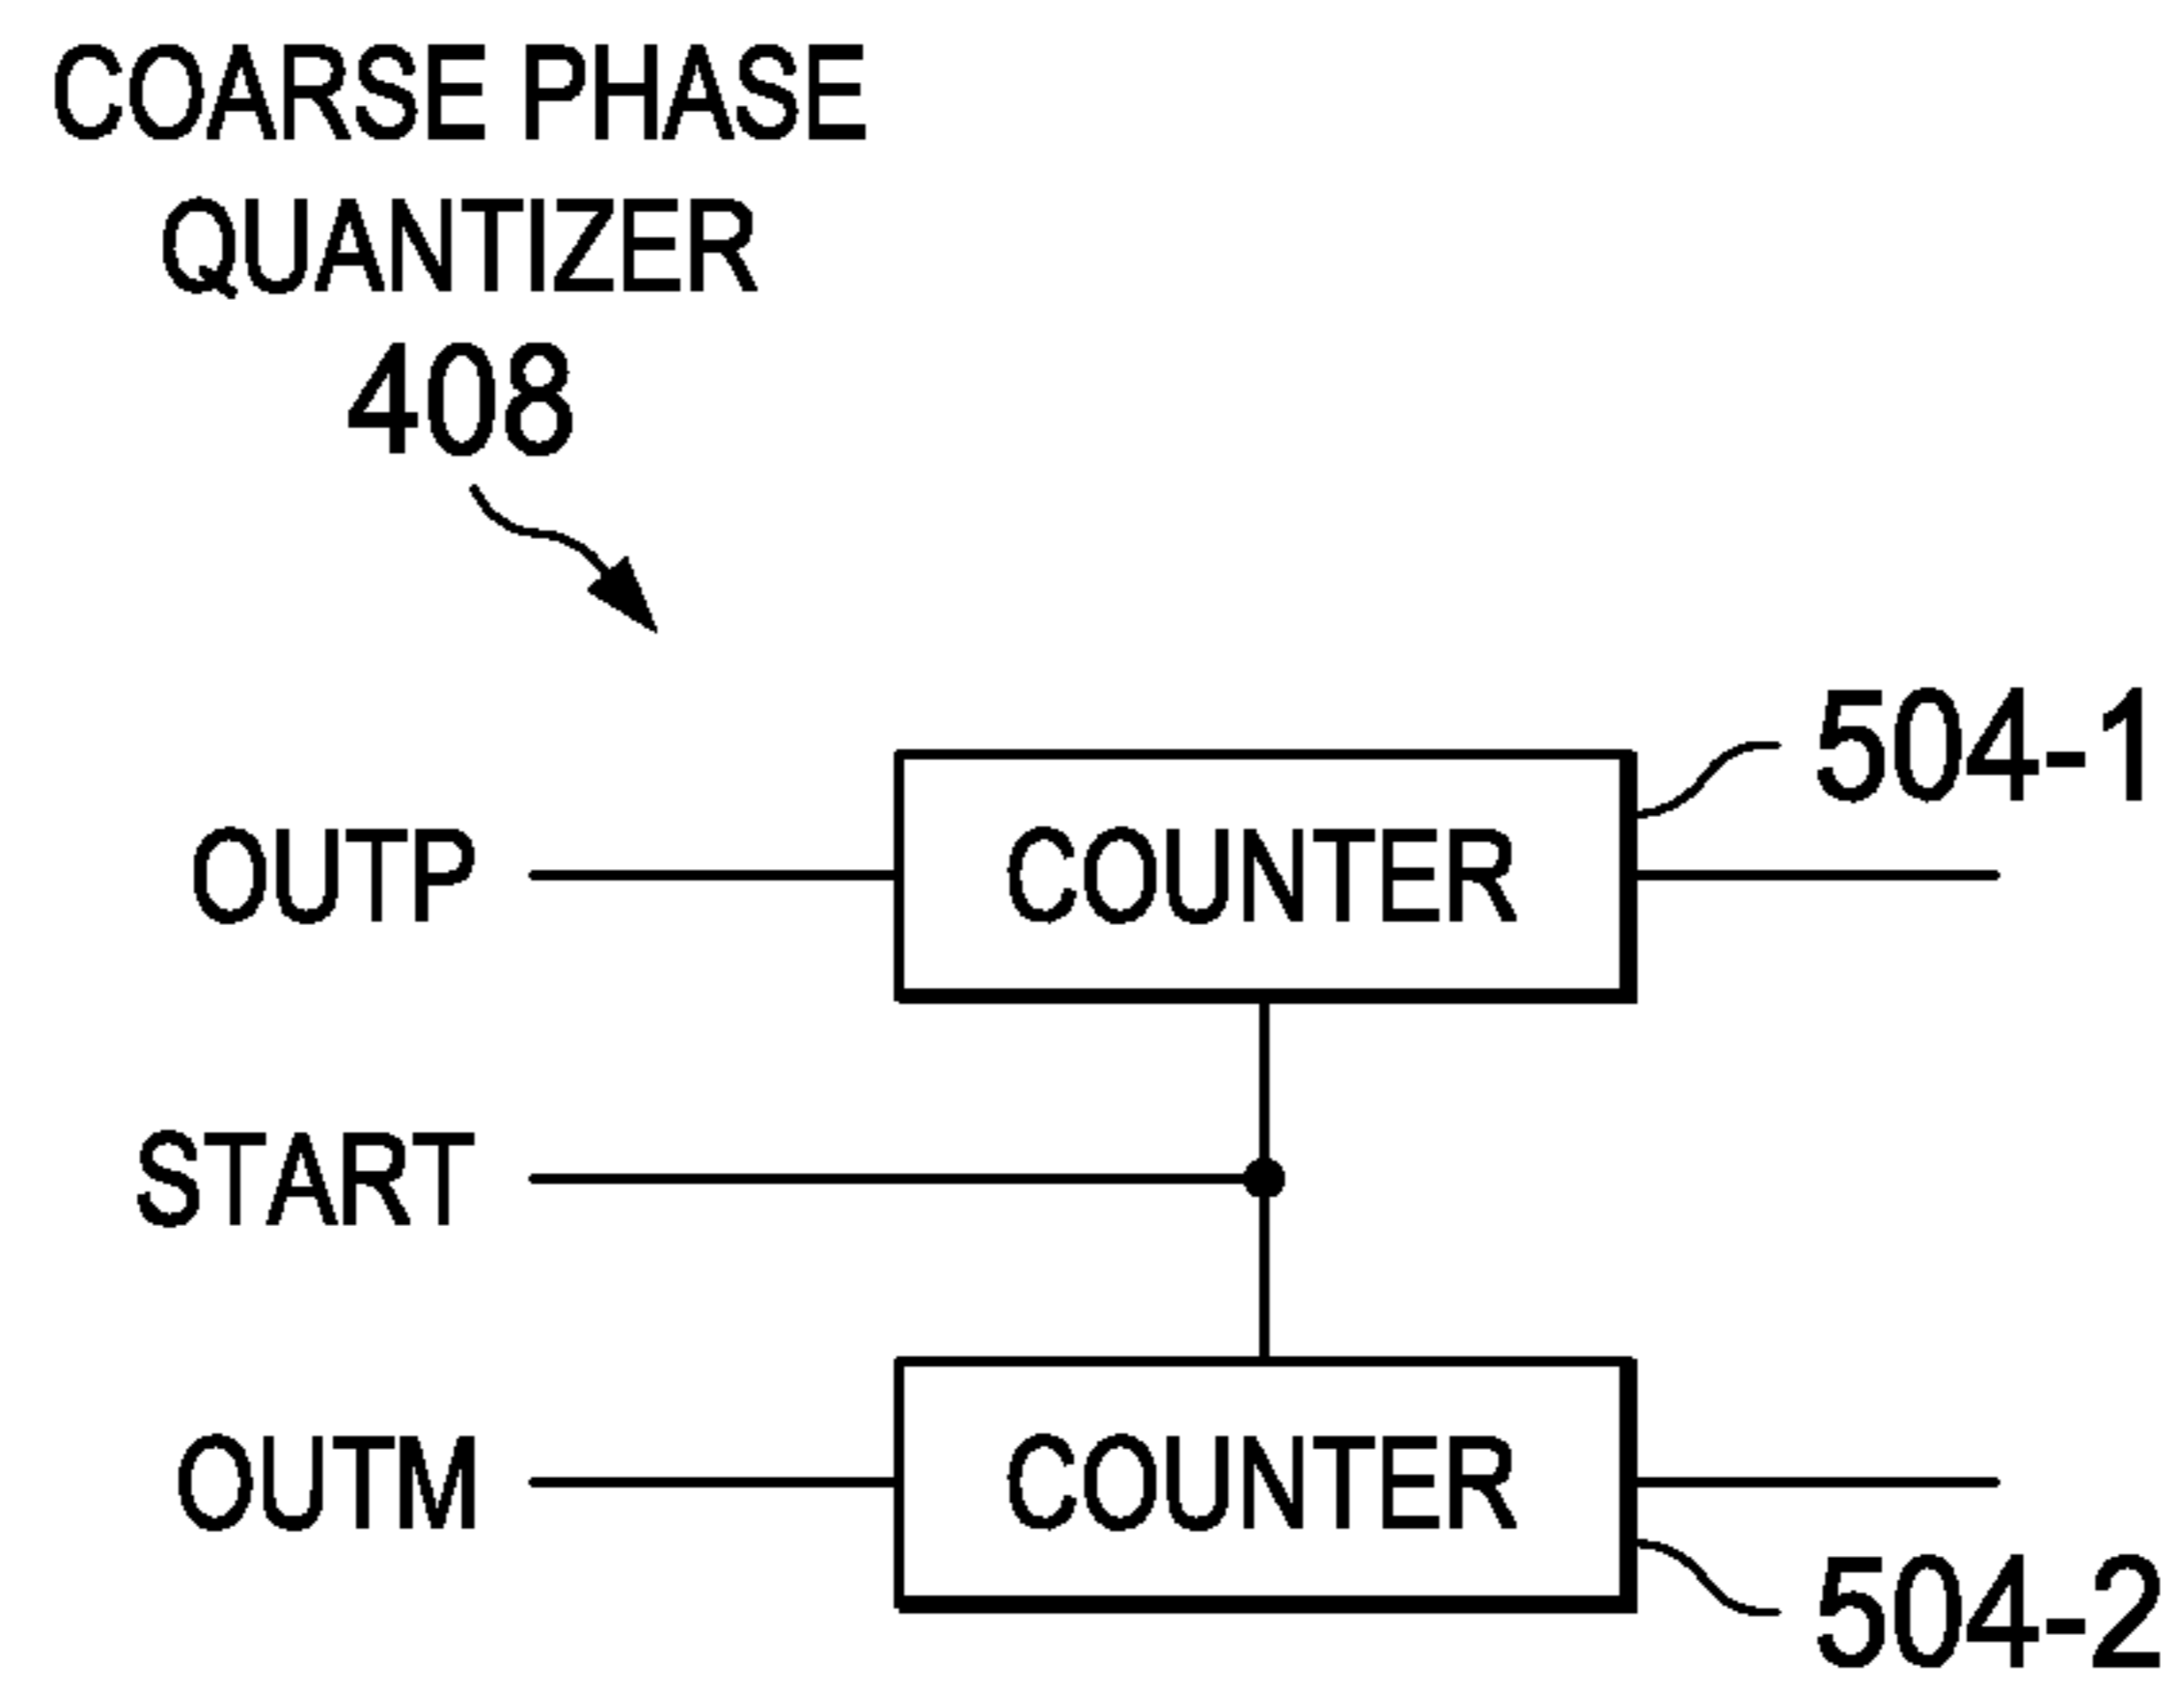 COARSE PHASE
QUANTIZER
408
504-1
OUTP
COUNTER
START
OUTM
COUNTER
504-2